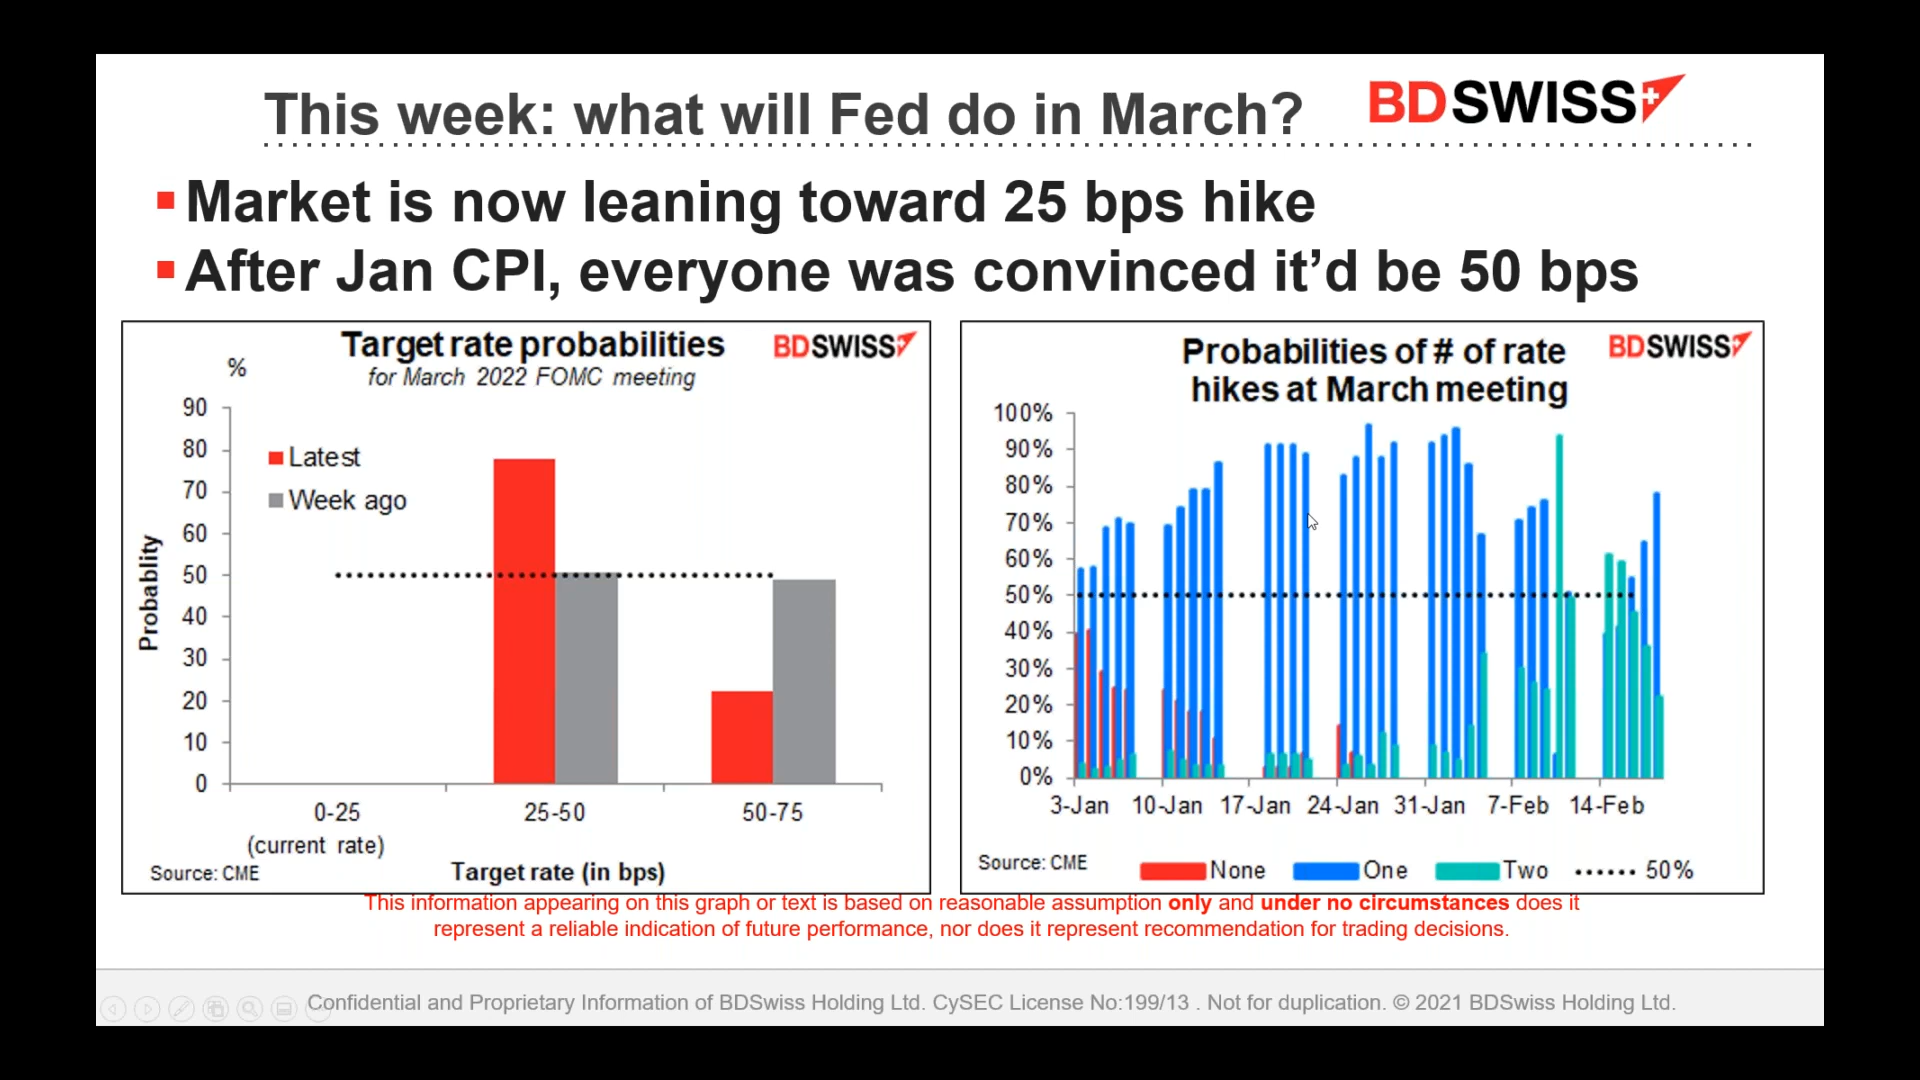 This week: what will Fed do in March?
BDSWISS
Market is now leaning toward 25 bps hike
After Jan CPI, everyone was convinced it’d be 50 bps
Target rate probabilities
BDSWISS
for March 2022 FOMC meeting
%
90
80
70
60
50
40
30
20
10
0
Probablity
Latest
Week ago
0-25
25-50
50-75
(current rate)
Source: CME
Target rate (in bps)
Probabilities of # of rate
hikes at March meeting
BDSWISS
100%
90%
80%
70%
60%
50%
40%
30%
20%
10%
0%
3-Jan 10-Jan 17-Jan 24-Jan 31-Jan 7-Feb 14-Feb
Source: CME
None One Two 50%
This information appearing on this graph or text is based on reasonable assumption only and under no circumstances does it
represent a reliable indication of future performance, nor does it represent recommendation for trading decisions.
Confidential and Proprietary Information of BDSwiss Holding Ltd. CySEC License No:199/13 . Not for duplication. © 2021 BDSwiss Holding Ltd.